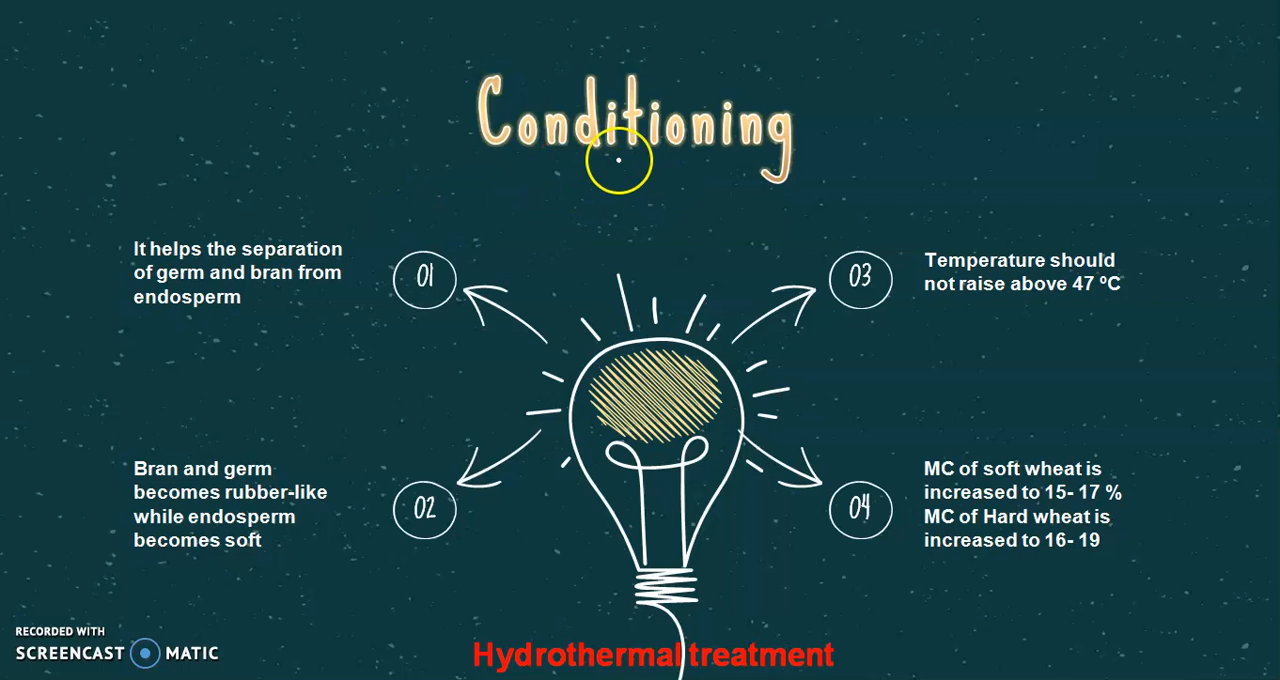 Conditioning
It helps the separation
of germ and bran from
endosperm
01
Bran and germ
becomes rubber-like
while endosperm
becomes soft
02
03
Temperature should
not raise above 47 ºC
04
MC of soft wheat is
increased to 15- 17 %
MC of Hard wheat is
increased to 16- 19
Hydrothermal treatment
RECORDED WITH
SCREENCAST MATIC